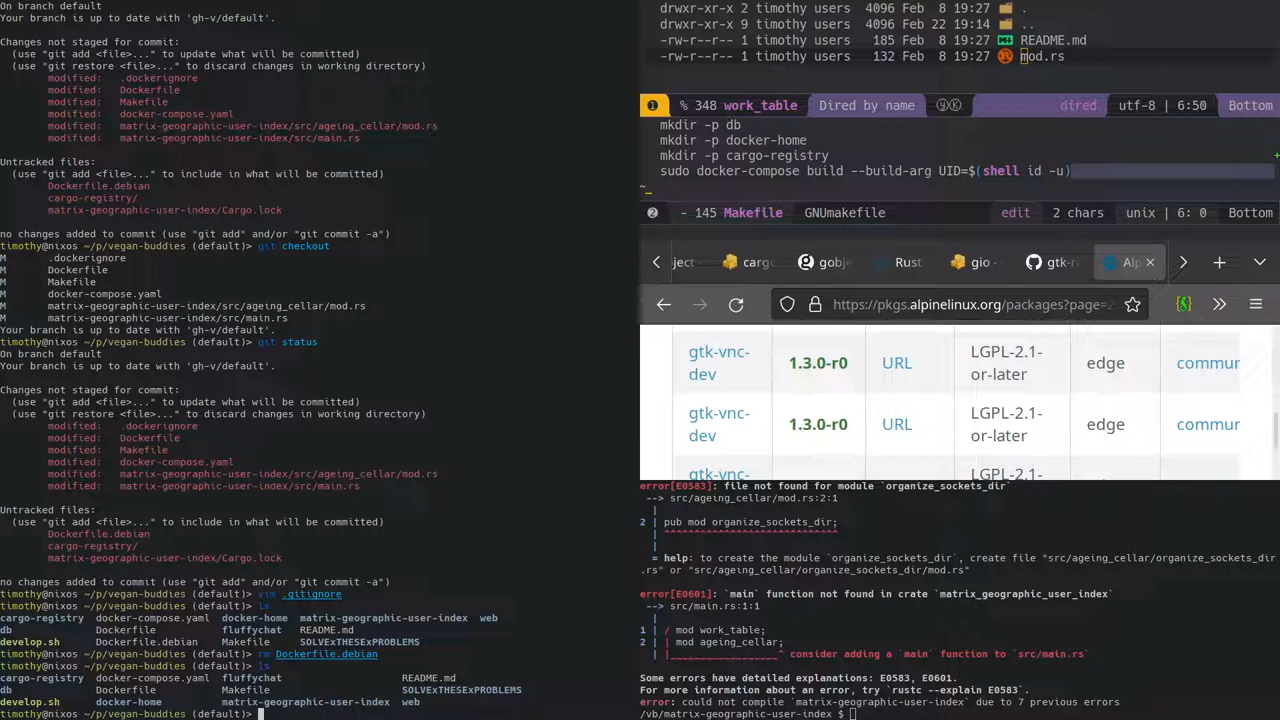 On branch default
Your branch is up to date with 'gh-v/default'.
Changes not staged for commit:
(use "git add <file>..." to update what will be committed)
(use "git restore <file>..." to discard changes in working directory)
modified: .dockerignore
modified: Dockerfile
modified: Makefile
modified: docker-compose.yaml
modified: matrix-geographic-user-index/src/ageing_cellar/mod.rs
modified: matrix-geographic-user-index/src/main.rs
Untracked files:
(use "git add <file>..." to include in what will be committed)
Dockerfile.debian
cargo-registry/
matrix-geographic-user-index/Cargo.lock
no changes added to commit (use "git add" and/or "git commit -a")
timothy@nixos ~/p/vegan-buddies (default)> git checkout
M .dockerignore
M Dockerfile
M Makefile
M docker-compose.yaml
M matrix-geographic-user-index/src/ageing_cellar/mod.rs
M matrix-geographic-user-index/src/main.rs
Your branch is up to date with 'gh-v/default'.
timothy@nixos ~/p/vegan-buddies (default)> git status
On branch default
Your branch is up to date with 'gh-v/default'.
Changes not staged for commit:
(use "git add <file>..." to update what will be committed)
(use "git restore <file>..." to discard changes in working directory)
modified: .dockerignore
modified: Dockerfile
modified: Makefile
modified: docker-compose.yaml
modified: matrix-geographic-user-index/src/ageing_cellar/mod.rs
modified: matrix-geographic-user-index/src/main.rs
Untracked files:
(use "git add <file>..." to include in what will be committed)
Dockerfile.debian
cargo-registry/
matrix-geographic-user-index/Cargo.lock
no changes added to commit (use "git add" and/or "git commit -a")
timothy@nixos ~/p/vegan-buddies (default)> vim .gitignore
timothy@nixos ~/p/vegan-buddies (default)> ls
cargo-registry docker-compose.yaml docker-home matrix-geographic-user-index web
db Dockerfile fluffychat README.md
develop.sh Dockerfile.debian Makefile SOLVExTHESExPROBLEMS
timothy@nixos ~/p/vegan-buddies (default)> rm Dockerfile.debian
timothy@nixos ~/p/vegan-buddies (default)> ls
cargo-registry docker-compose.yaml fluffychat README.md
db Dockerfile Makefile SOLVExTHESExPROBLEMS
develop.sh docker-home matrix-geographic-user-index web
timothy@nixos ~/p/vegan-buddies (default)>
drwxr-xr-x 2 timothy users 4096 Feb 8 19:27 .
drwxr-xr-x 9 timothy users 4096 Feb 22 19:14 ..
-rw-r--r-- 1 timothy users 185 Feb 8 19:27 README.md
-rw-r--r-- 1 timothy users 132 Feb 8 19:27 mod.rs
1 % 348 work_table Dired by name yK dired utf-8 | 6:50 Bottom
mkdir -p db
mkdir -p docker-home
mkdir -p cargo-registry
sudo docker-compose build --build-arg UID=$(shell id -u)
~
2 - 145 Makefile GNUmakefile edit 2 chars unix | 6: 0 Bottom
ject cargo gobje Rust gio - gtk-r Alp
https://pkgs.alpinelinux.org/packages?page=2
gtk-vnc-dev 1.3.0-r0 URL LGPL-2.1-or-later edge commur
gtk-vnc-dev 1.3.0-r0 URL LGPL-2.1-or-later edge commur
gtk-vnc- LGPL-2.1-
error[E0583]: file not found for module `organize_sockets_dir`
--> src/ageing_cellar/mod.rs:2:1
|
2 | pub mod organize_sockets_dir;
| ^^^^^^^^^^^^^^^^^^^^^^^^^^^^^
|
= help: to create the module `organize_sockets_dir`, create file "src/ageing_cellar/organize_sockets_dir
.rs" or "src/ageing_cellar/organize_sockets_dir/mod.rs"
error[E0601]: `main` function not found in crate `matrix_geographic_user_index`
--> src/main.rs:1:1
|
1 | / mod work_table;
2 | | mod ageing_cellar;
| |__________________^ consider adding a `main` function to `src/main.rs`
Some errors have detailed explanations: E0583, E0601.
For more information about an error, try `rustc --explain E0583`.
error: could not compile `matrix-geographic-user-index` due to 7 previous errors
/vb/matrix-geographic-user-index $